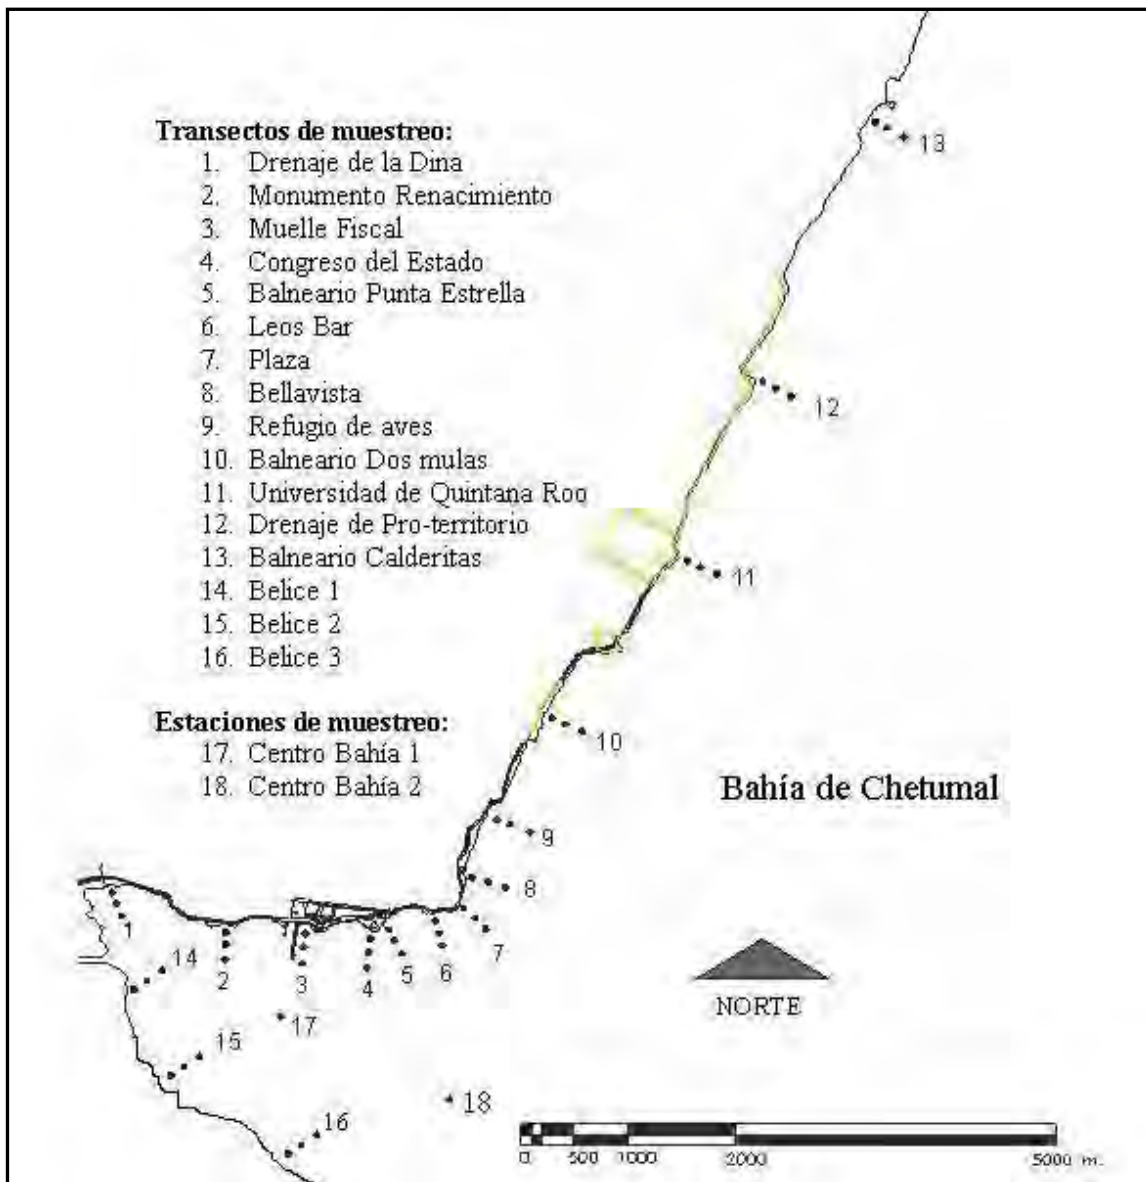 Transectos de muestreo:
1. Drenaje de la Dina
2. Monumento Renacimiento
3. Muelle Fiscal
4. Congreso del Estado
5. Balneario Punta Estrella
6. Leos Bar
7. Plaza
8. Bellavista
9. Refugio de aves
10. Balneario Dos mulas
11. Universidad de Quintana Roo
12. Drenaje de Pro-territorio
13. Balneario Calderitas
14. Belice 1
15. Belice 2
16. Belice 3
Estaciones de muestreo:
17. Centro Bahía 1
18. Centro Bahía 2
13
12
11
10
Bahía de Chetumal
9
8
7
1
2
3
4
5
6
14
17
15
18
16
NORTE
0 500 1000 2000 5000 m.